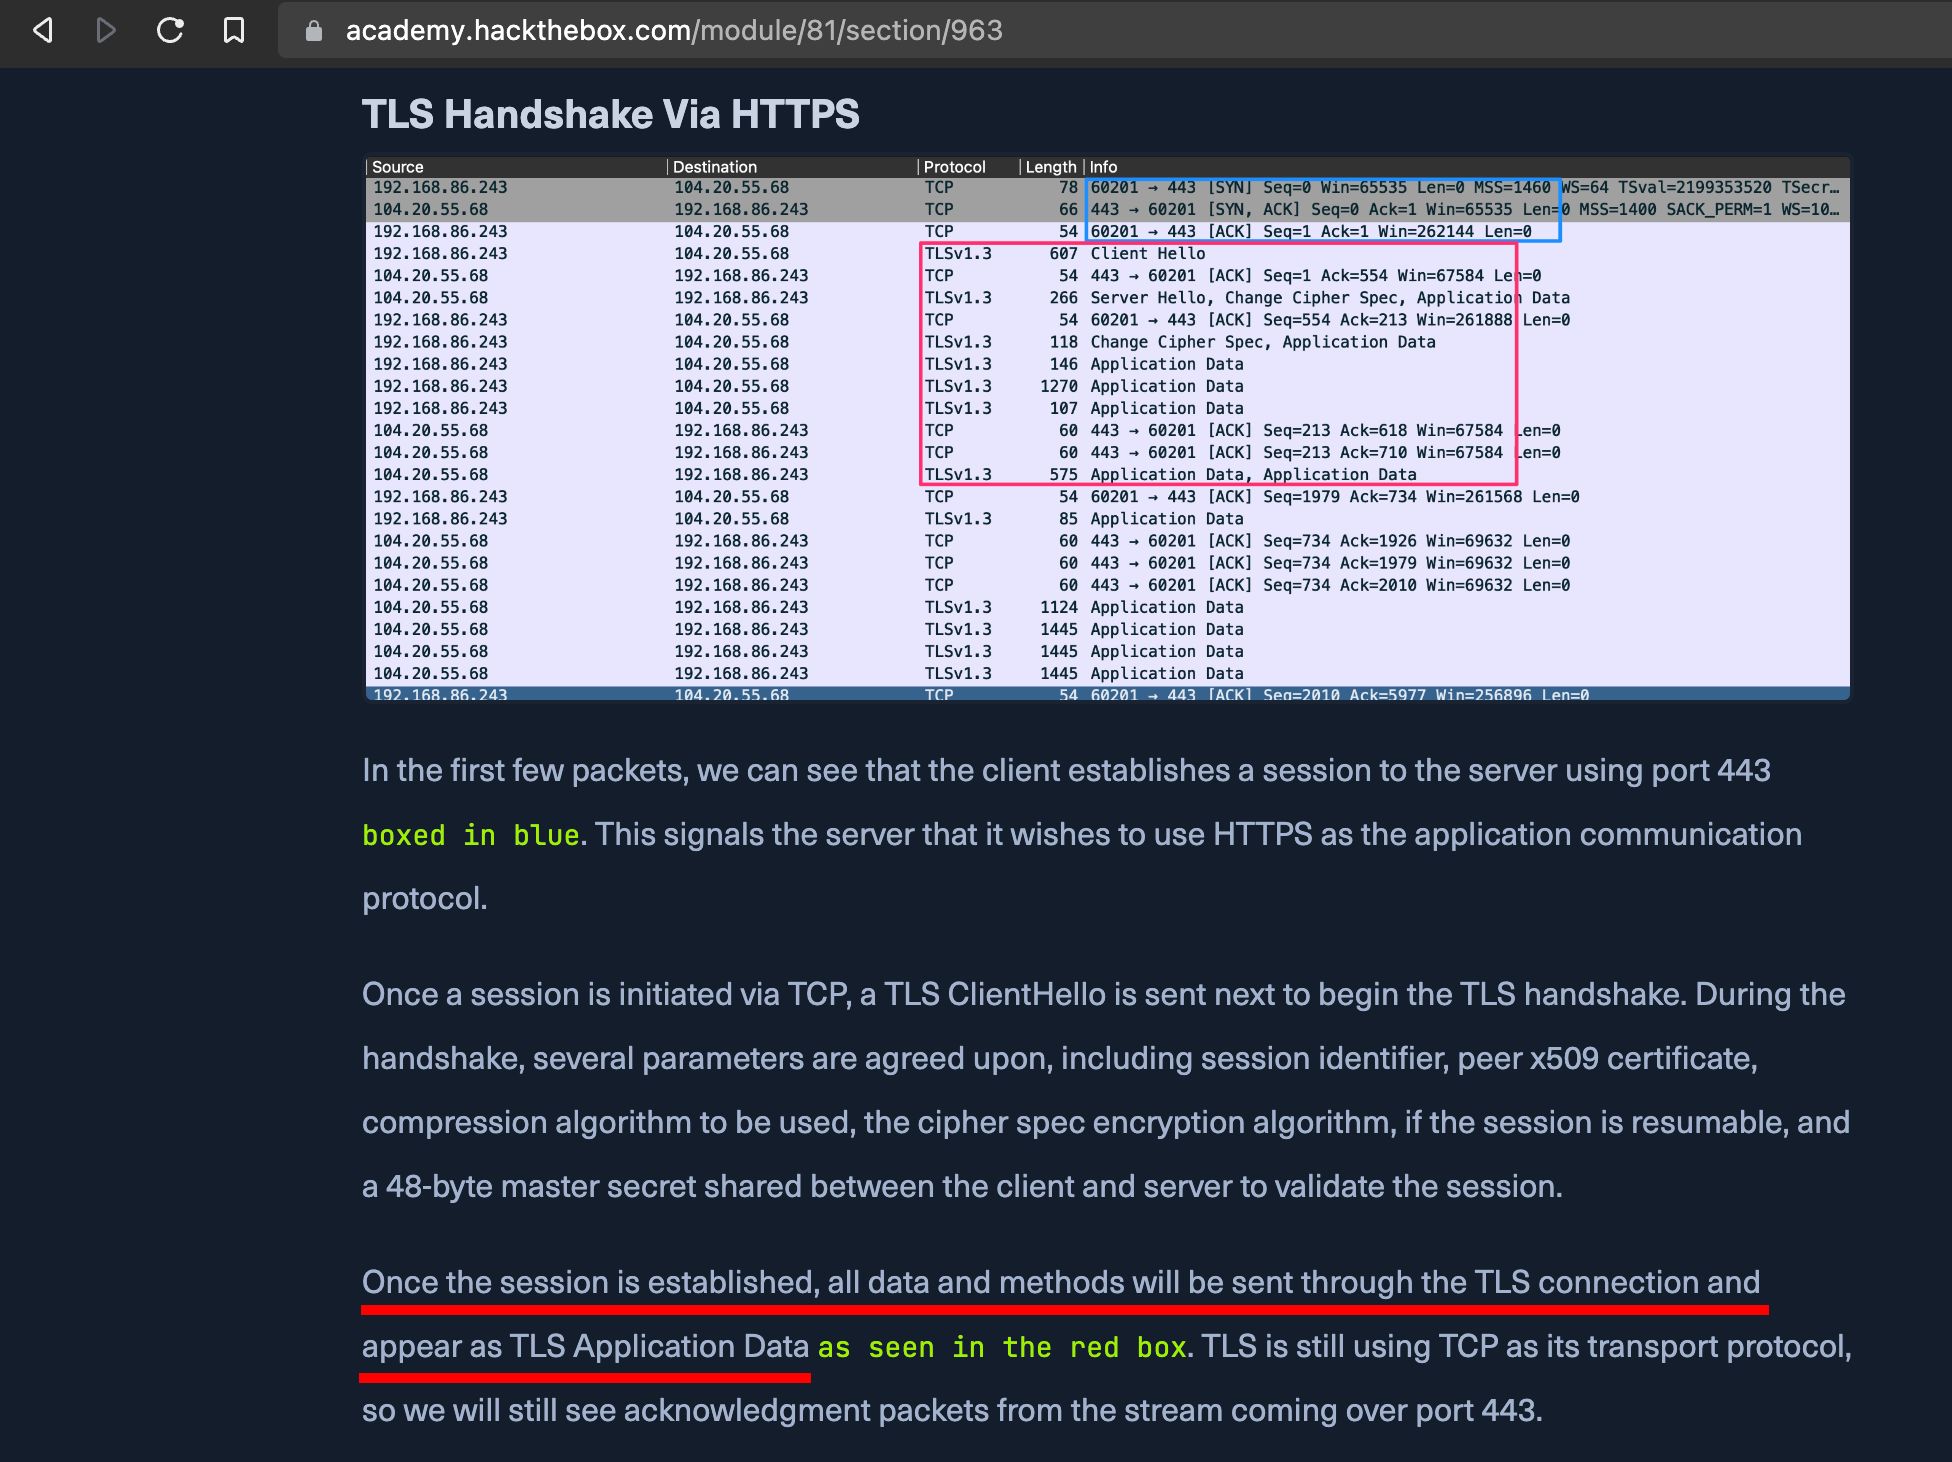 academy.hackthebox.com/module/81/section/963
TLS Handshake Via HTTPS
Source Destination Protocol Length Info
192.168.86.243 104.20.55.68 TCP 78 60201 → 443 [SYN] Seq=0 Win=65535 Len=0 MSS=1460 WS=64 TSval=2199353520 TSecr…
104.20.55.68 192.168.86.243 TCP 66 443 → 60201 [SYN, ACK] Seq=0 Ack=1 Win=65535 Len=0 MSS=1400 SACK_PERM=1 WS=10…
192.168.86.243 104.20.55.68 TCP 54 60201 → 443 [ACK] Seq=1 Ack=1 Win=262144 Len=0
192.168.86.243 104.20.55.68 TLSv1.3 607 Client Hello
104.20.55.68 192.168.86.243 TCP 54 443 → 60201 [ACK] Seq=1 Ack=554 Win=67584 Len=0
104.20.55.68 192.168.86.243 TLSv1.3 266 Server Hello, Change Cipher Spec, Application Data
192.168.86.243 104.20.55.68 TCP 54 60201 → 443 [ACK] Seq=554 Ack=213 Win=261888 Len=0
192.168.86.243 104.20.55.68 TLSv1.3 118 Change Cipher Spec, Application Data
192.168.86.243 104.20.55.68 TLSv1.3 146 Application Data
192.168.86.243 104.20.55.68 TLSv1.3 1270 Application Data
192.168.86.243 104.20.55.68 TLSv1.3 107 Application Data
104.20.55.68 192.168.86.243 TCP 60 443 → 60201 [ACK] Seq=213 Ack=618 Win=67584 Len=0
104.20.55.68 192.168.86.243 TCP 60 443 → 60201 [ACK] Seq=213 Ack=710 Win=67584 Len=0
104.20.55.68 192.168.86.243 TLSv1.3 575 Application Data, Application Data
192.168.86.243 104.20.55.68 TCP 54 60201 → 443 [ACK] Seq=1979 Ack=734 Win=261568 Len=0
192.168.86.243 104.20.55.68 TLSv1.3 85 Application Data
104.20.55.68 192.168.86.243 TCP 60 443 → 60201 [ACK] Seq=734 Ack=1926 Win=69632 Len=0
104.20.55.68 192.168.86.243 TCP 60 443 → 60201 [ACK] Seq=734 Ack=1979 Win=69632 Len=0
104.20.55.68 192.168.86.243 TCP 60 443 → 60201 [ACK] Seq=734 Ack=2010 Win=69632 Len=0
104.20.55.68 192.168.86.243 TLSv1.3 1124 Application Data
104.20.55.68 192.168.86.243 TLSv1.3 1445 Application Data
104.20.55.68 192.168.86.243 TLSv1.3 1445 Application Data
104.20.55.68 192.168.86.243 TLSv1.3 1445 Application Data
192.168.86.243 104.20.55.68 TCP 54 60201 → 443 [ACK] Seq=2010 Ack=5977 Win=256896 Len=0
In the first few packets, we can see that the client establishes a session to the server using port 443
boxed in blue. This signals the server that it wishes to use HTTPS as the application communication
protocol.
Once a session is initiated via TCP, a TLS ClientHello is sent next to begin the TLS handshake. During the
handshake, several parameters are agreed upon, including session identifier, peer x509 certificate,
compression algorithm to be used, the cipher spec encryption algorithm, if the session is resumable, and
a 48-byte master secret shared between the client and server to validate the session.
Once the session is established, all data and methods will be sent through the TLS connection and
appear as TLS Application Data as seen in the red box. TLS is still using TCP as its transport protocol,
so we will still see acknowledgment packets from the stream coming over port 443.